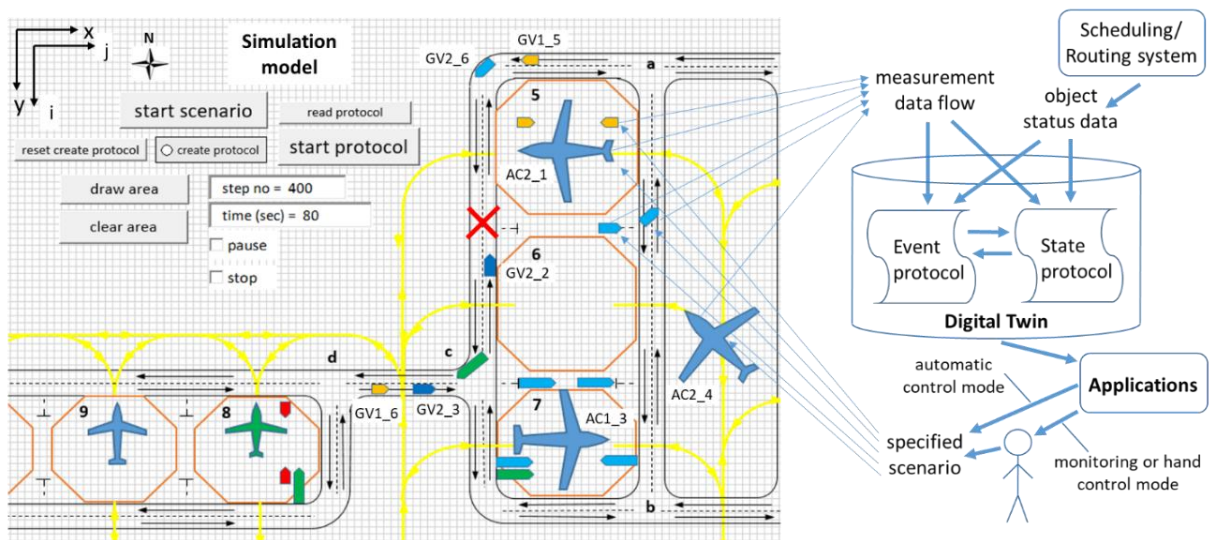 x
j
N
y
i
Simulation
model
start scenario
read protocol
reset create protocol
create protocol
start protocol
draw area
step no = 400
clear area
time (sec) = 80
pause
stop
GV1_5
GV2_6
a
5
AC2_1
6
GV2_2
d
c
GV1_6
GV2_3
7
AC1_3
AC2_4
9
8
b
Scheduling/
Routing system
measurement
data flow
object
status data
Event
protocol
State
protocol
Digital Twin
automatic
control mode
Applications
specified
scenario
monitoring or hand
control mode